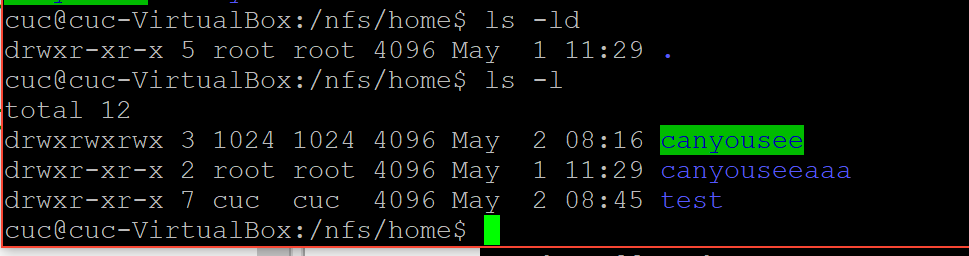 cuc@cuc-VirtualBox:/nfs/home$ ls -ld
drwxr-xr-x 5 root root 4096 May  1 11:29 .
cuc@cuc-VirtualBox:/nfs/home$ ls -l
total 12
drwxrwxrwx 3 1024 1024 4096 May  2 08:16 canyousee
drwxr-xr-x 2 root root 4096 May  1 11:29 canyouseeaaa
drwxr-xr-x 7 cuc  cuc  4096 May  2 08:45 test
cuc@cuc-VirtualBox:/nfs/home$